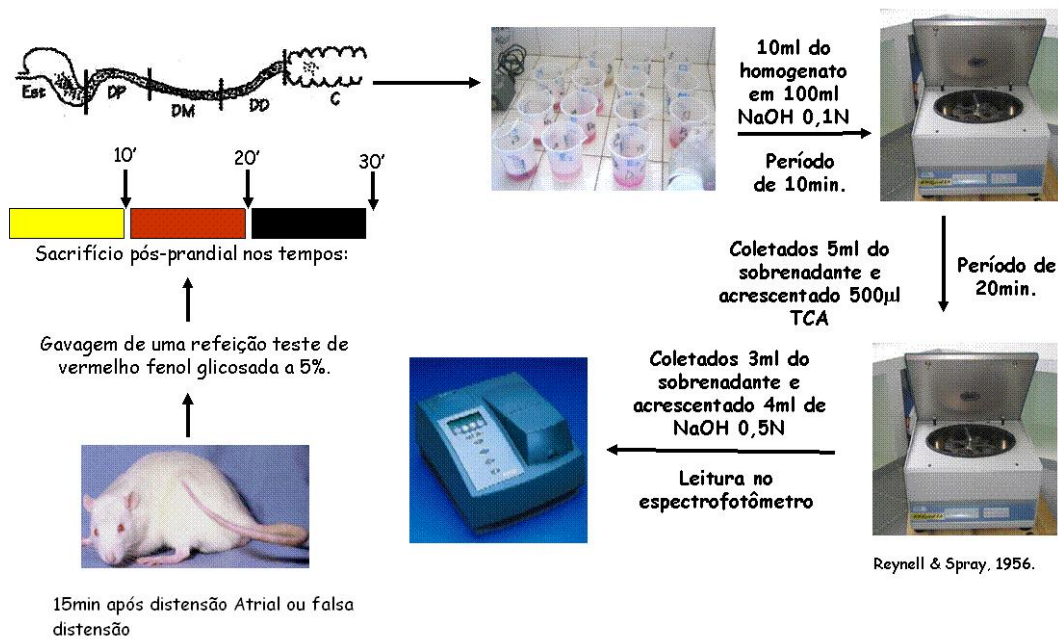 Est
DP
DM
DD
C
10ml do
homogenato
em 100ml
NaOH 0,1N
Período
de 10min.
10'
20'
30'
Sacrifício pós-prandial nos tempos:
Coletados 5ml do
sobrenadante e
acrescentado 500μl
TCA
Período de
20min.
Gavagem de uma refeição teste de
vermelho fenol glicosada a 5%.
Coletados 3ml do
sobrenadante e
acrescentado 4ml de
NaOH 0,5N
Leitura no
espectrofotômetro
Reynell & Spray, 1956.
15min após distensão Atrial ou falsa
distensão